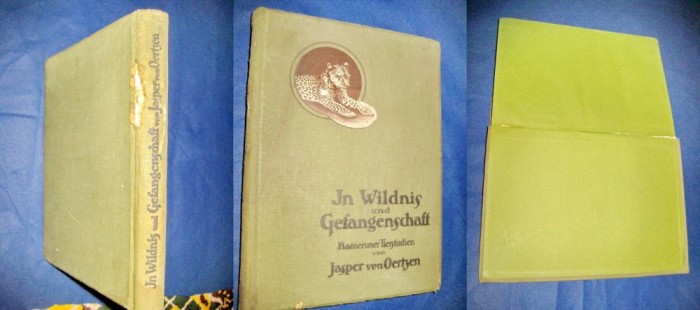 Jn Wildnis und Gefangenschaft von Jasper von Oertzen
Jn Wildnis
und
Gefangenschaft
Kameruner Tierstudien
von
Jasper von Oertzen